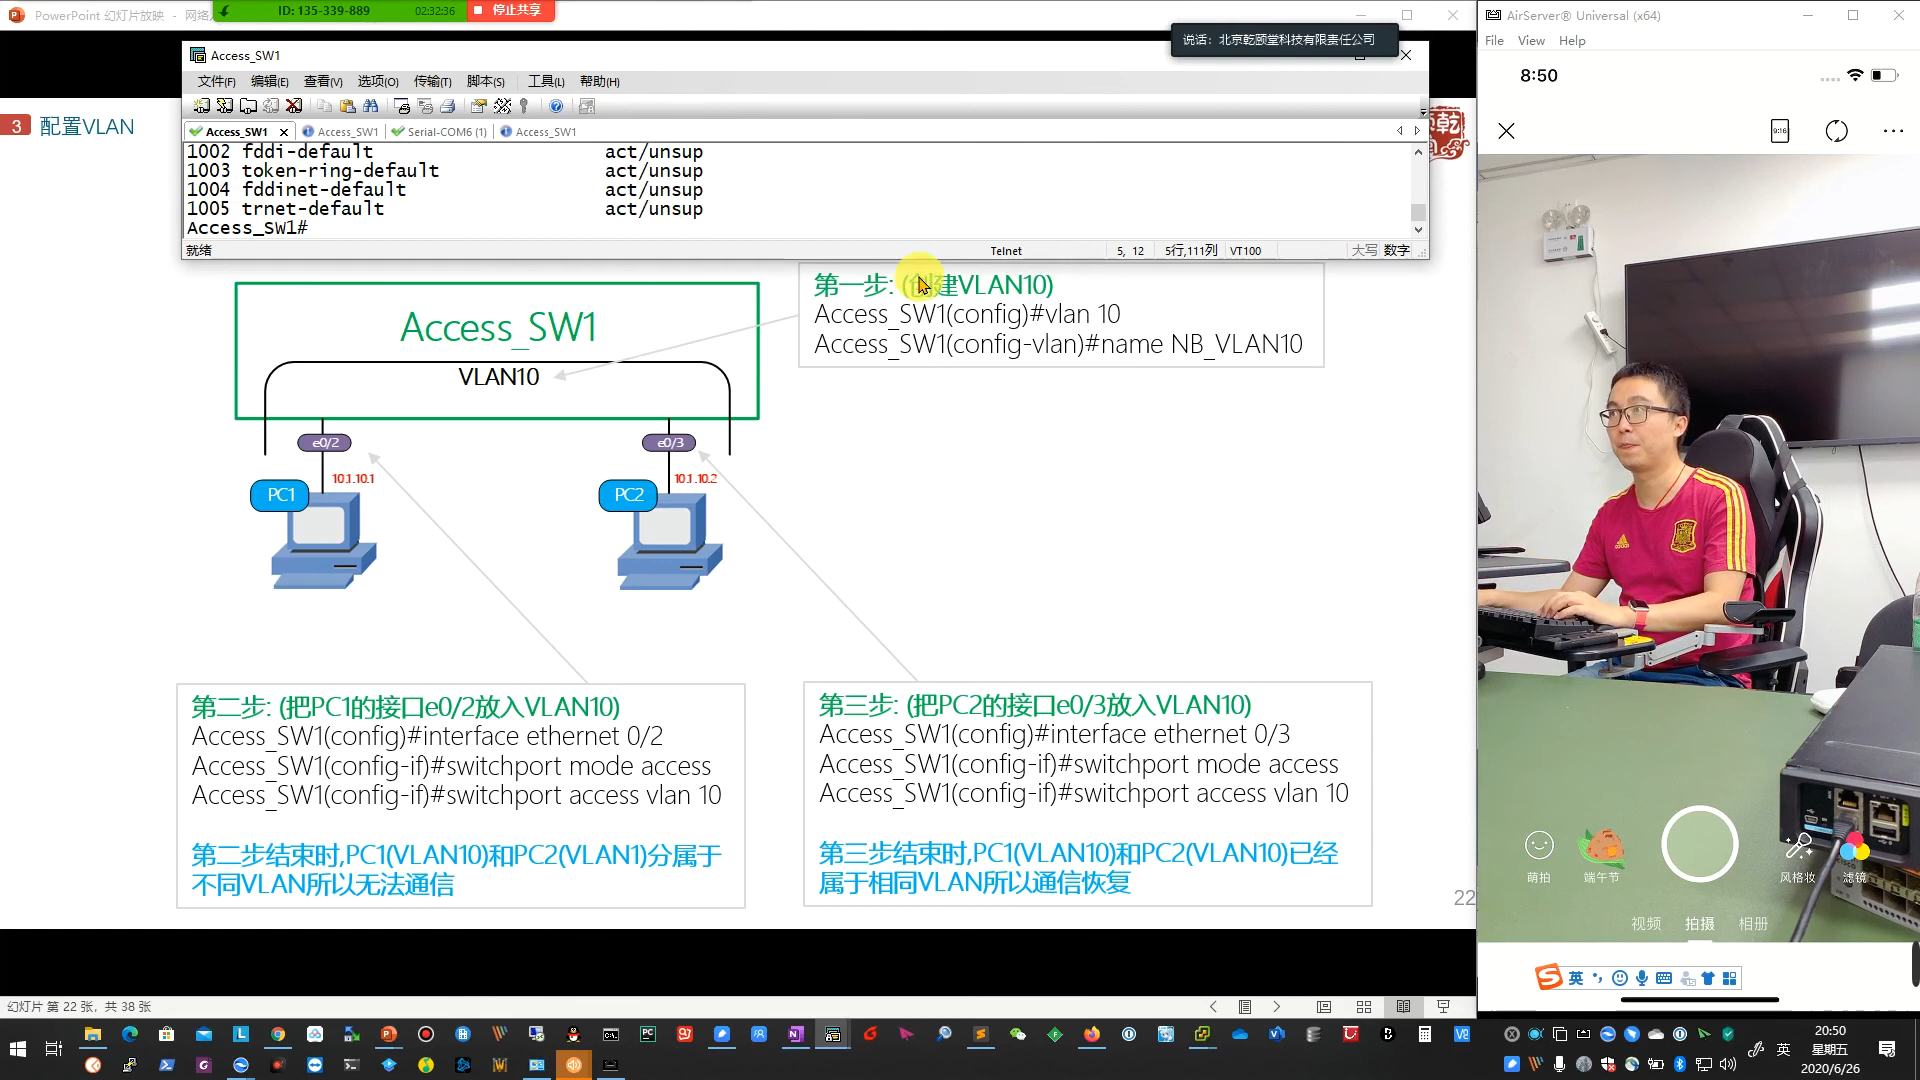 PowerPoint 幻灯片放映 - 网络
ID: 135-339-889
02:32:36
停止共享
说话: 北京乾颐堂科技有限责任公司
Access_SW1
文件(F)
编辑(E)
查看(V)
选项(O)
传输(T)
脚本(S)
工具(L)
帮助(H)
Access_SW1
Access_SW1
Serial-COM6 (1)
Access_SW1
1002 fddi-default act/unsup
1003 token-ring-default act/unsup
1004 fddinet-default act/unsup
1005 trnet-default act/unsup
Access_SW1#
就绪
Telnet
5, 12
5行,111列
VT100
大写
数字
3
配置VLAN
第一步: (创建VLAN10)
Access_SW1(config)#vlan 10
Access_SW1(config-vlan)#name NB_VLAN10
Access_SW1
VLAN10
e0/2
e0/3
10.1.10.1
10.1.10.2
PC1
PC2
第二步: (把PC1的接口e0/2放入VLAN10)
Access_SW1(config)#interface ethernet 0/2
Access_SW1(config-if)#switchport mode access
Access_SW1(config-if)#switchport access vlan 10
第二步结束时,PC1(VLAN10)和PC2(VLAN1)分属于
不同VLAN所以无法通信
第三步: (把PC2的接口e0/3放入VLAN10)
Access_SW1(config)#interface ethernet 0/3
Access_SW1(config-if)#switchport mode access
Access_SW1(config-if)#switchport access vlan 10
第三步结束时,PC1(VLAN10)和PC2(VLAN10)已经
属于相同VLAN所以通信恢复
22
幻灯片 第 22 张，共 38 张
AirServer® Universal (x64)
File
View
Help
8:50
9:16
萌拍
端午节
风格妆
滤镜
视频
拍摄
相册
英
英
20:50
星期五
2020/6/26